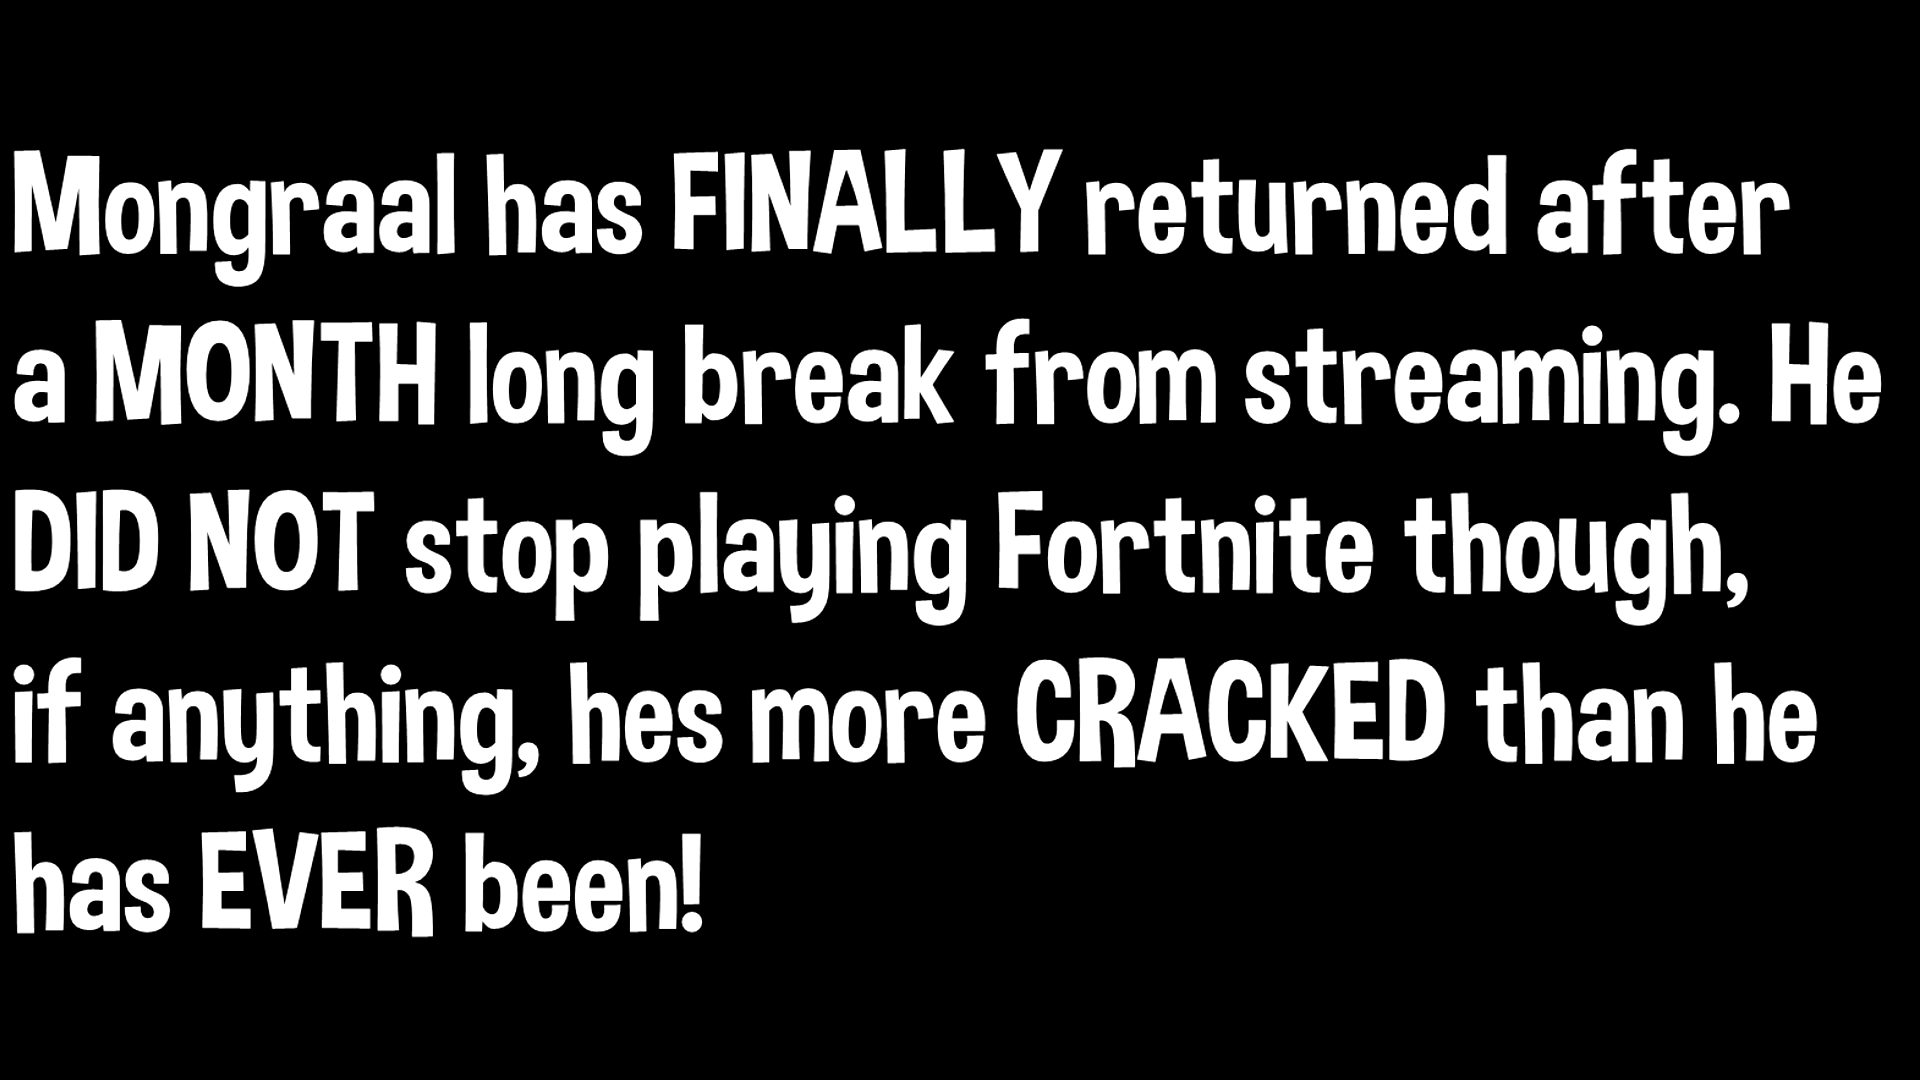 Mongraal has FINALLY returned after
a MONTH long break from streaming. He
DID NOT stop playing Fortnite though,
if anything, hes more CRACKED than he
has EVER been!